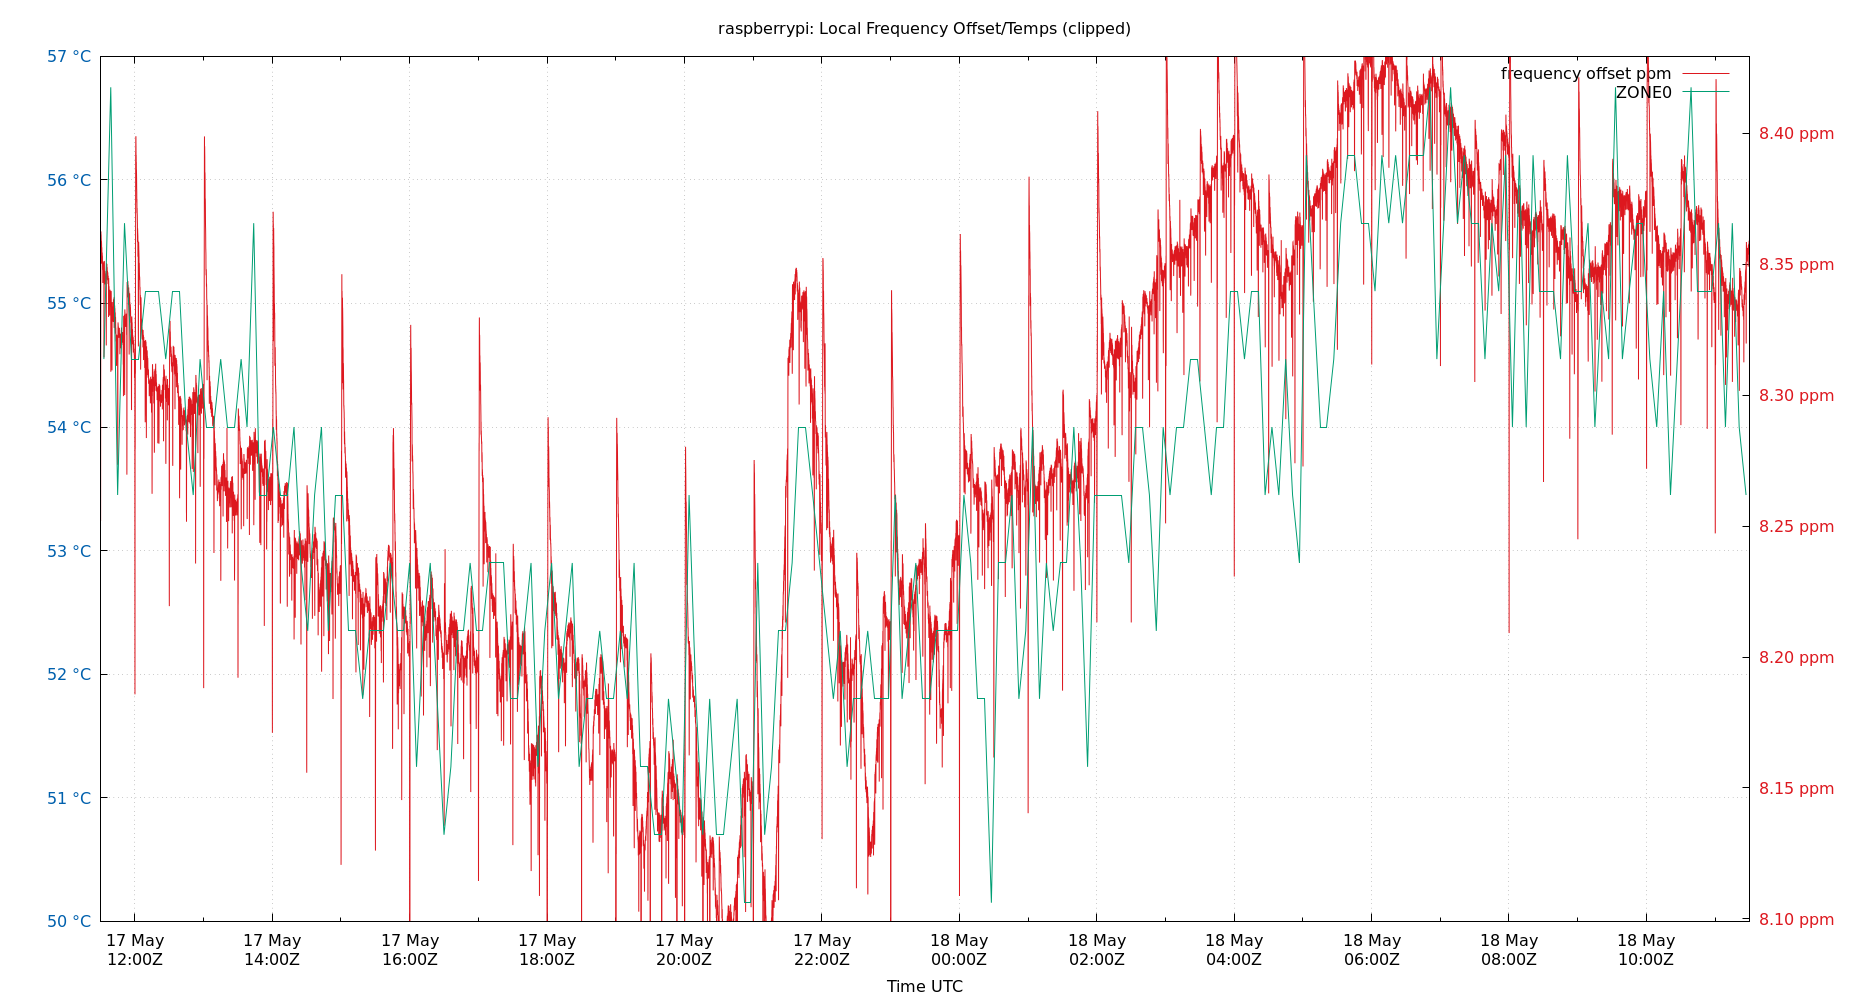 raspberrypi: Local Frequency Offset/Temps (clipped)
57 °C
56 °C
55 °C
54 °C
53 °C
52 °C
51 °C
50 °C
frequency offset ppm
ZONE0
8.40 ppm
8.35 ppm
8.30 ppm
8.25 ppm
8.20 ppm
8.15 ppm
8.10 ppm
17 May 17 May 17 May 17 May 17 May 17 May 18 May 18 May 18 May 18 May 18 May 18 May
12:00Z 14:00Z 16:00Z 18:00Z 20:00Z 22:00Z 00:00Z 02:00Z 04:00Z 06:00Z 08:00Z 10:00Z
Time UTC